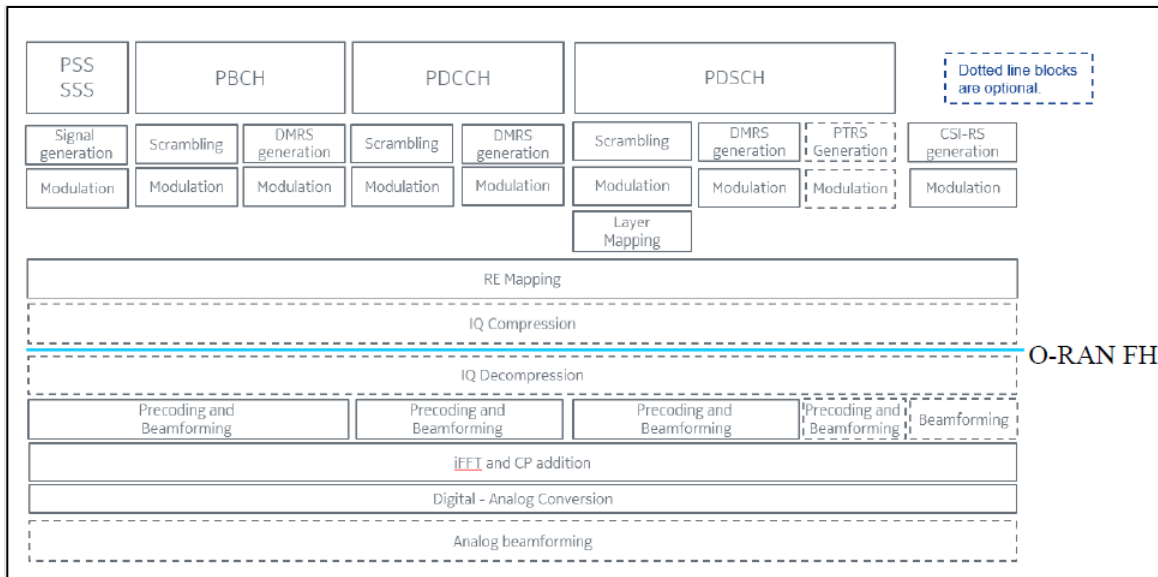 PSS
SSS
PBCH
PDCCH
PDSCH
Dotted line blocks
are optional.
Signal
generation
Scrambling
DMRS
generation
Scrambling
DMRS
generation
Scrambling
DMRS
generation
PTRS
Generation
CSI-RS
generation
Modulation
Modulation
Modulation
Modulation
Modulation
Modulation
Modulation
Modulation
Modulation
Layer
Mapping
RE Mapping
IQ Compression
O-RAN FH
IQ Decompression
Precoding and
Beamforming
Precoding and
Beamforming
Precoding and
Beamforming
Precoding and
Beamforming
Beamforming
iFFT and CP addition
Digital - Analog Conversion
Analog beamforming